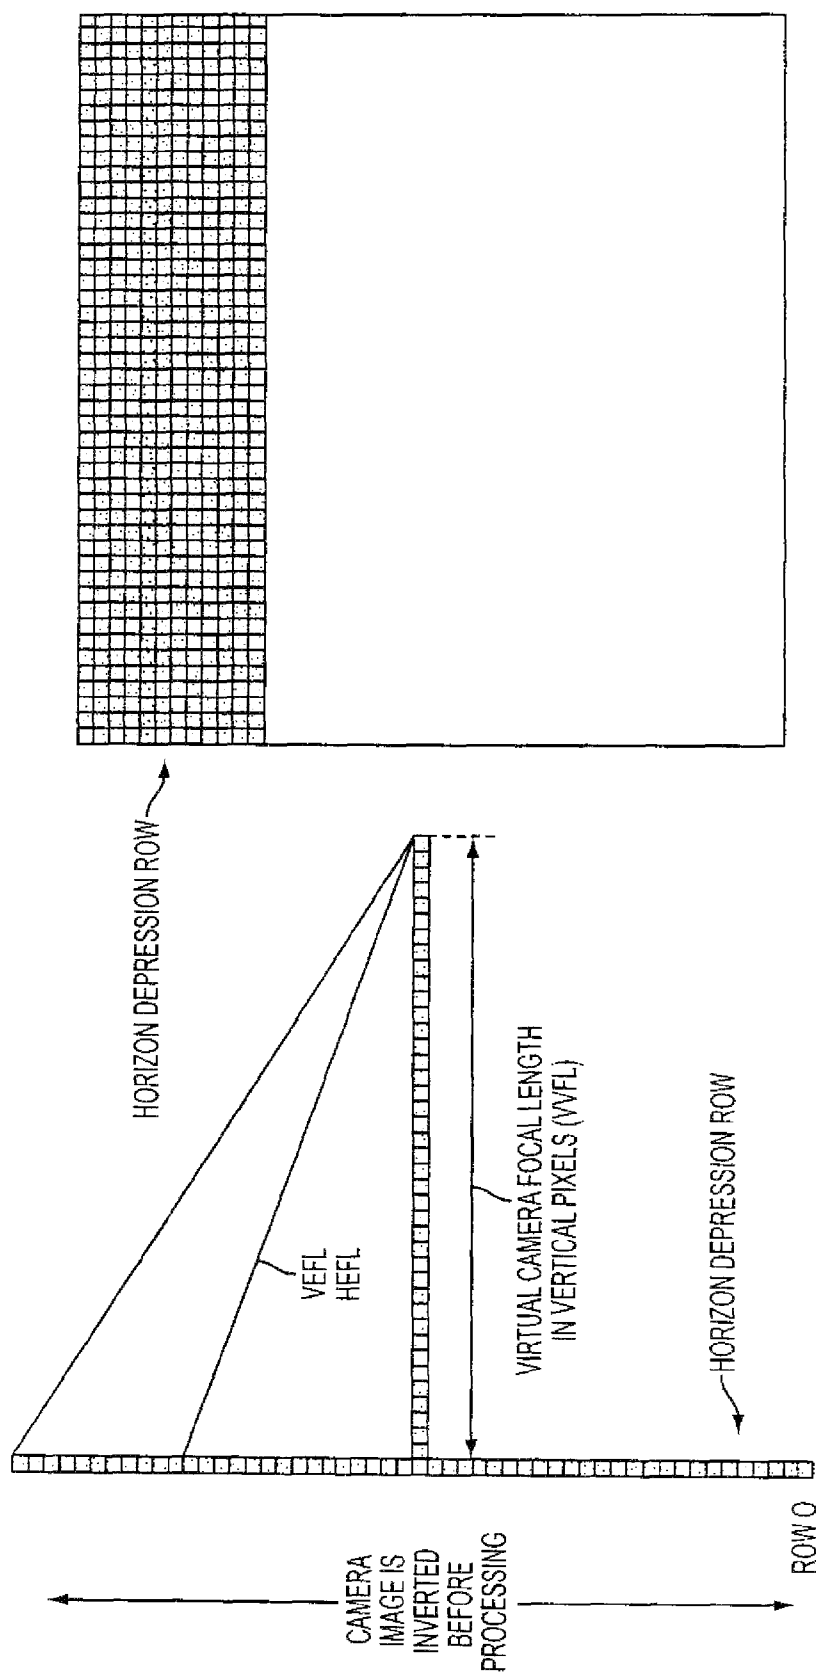 HORIZON DEPRESSION ROW
VEFL
HEFL
VIRTUAL CAMERA FOCAL LENGTH
IN VERTICAL PIXELS (VVFL)
HORIZON DEPRESSION ROW
CAMERA
IMAGE IS
INVERTED
BEFORE
PROCESSING
ROW 0